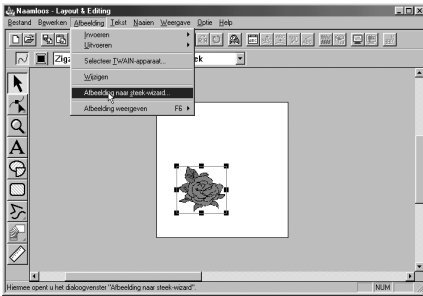 Naamloos - Layout & Editing
Bestand Bewerken Afbeelding Tekst Naaien Weergave Optie Help
Invoeren
Uitvoeren
Selecteer TWAIN-apparaat...
Wijzigen
Afbeelding naar steek-wizard...
Afbeelding weergeven F6
Zigz ek
A
Hiermee opent u het dialoogvenster "Afbeelding naar steek-wizard".
NUM